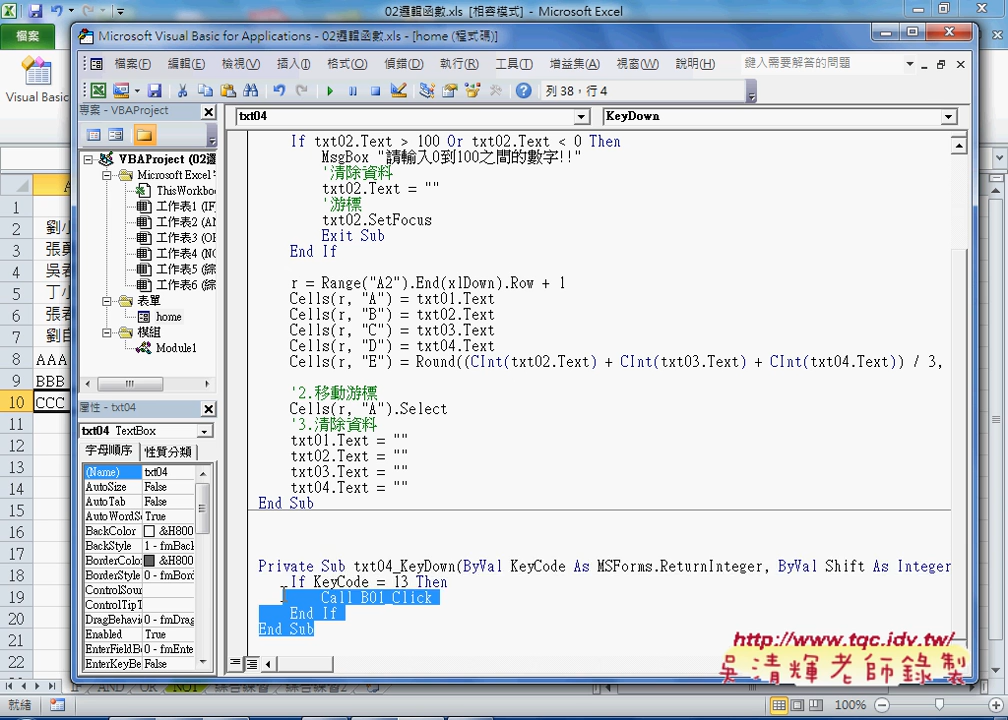 02邏輯函數.xls [相容模式] - Microsoft Excel
檔案
Visual Basic
Microsoft Visual Basic for Applications - 02邏輯函數.xls - [home (程式碼)]
檔案(F) 編輯(E) 檢視(V) 插入(I) 格式(O) 偵錯(D) 執行(R) 工具(T) 增益集(A) 視窗(W) 說明(H) 鍵入需要解答的問題
列 38，行 4
專案 - VBAProject
VBAProject (02邏
Microsoft Excel
ThisWorkbo
工作表1 (IF
工作表2 (AN
工作表3 (OR
工作表4 (NO
工作表5 (綜
工作表6 (綜
表單
home
模組
Module1
屬性 - txt04
txt04 TextBox
字母順序 性質分類
(Name) txt04
AutoSize False
AutoTab False
AutoWordS True
BackColor &H800
BackStyle 1 - fmBack
BorderColo &H800
BorderStyle 0 - fmBord
ControlSour
ControlTipT
DragBehavi 0 - fmDrag
Enabled True
EnterFieldB 0 - fmEnte
EnterKeyBe False
txt04 KeyDown
If txt02.Text > 100 Or txt02.Text < 0 Then
MsgBox "請輸入0到100之間的數字!!"
'清除資料
txt02.Text = ""
'游標
txt02.SetFocus
Exit Sub
End If
r = Range("A2").End(xlDown).Row + 1
Cells(r, "A") = txt01.Text
Cells(r, "B") = txt02.Text
Cells(r, "C") = txt03.Text
Cells(r, "D") = txt04.Text
Cells(r, "E") = Round((CInt(txt02.Text) + CInt(txt03.Text) + CInt(txt04.Text)) / 3,
'2.移動游標
Cells(r, "A").Select
'3.清除資料
txt01.Text = ""
txt02.Text = ""
txt03.Text = ""
txt04.Text = ""
End Sub
Private Sub txt04_KeyDown(ByVal KeyCode As MSForms.ReturnInteger, ByVal Shift As Integer
If KeyCode = 13 Then
Call B01_Click
End If
End Sub
1
2 劉小
3 張勇
4 吳君
5 丁小
6 張君
7 劉自
8 AAA
9 BBB
10 CCC
11
12
13
14
15
16
17
18
19
20
21
22
IF AND OR NOT 綜合練習 綜合練習2
就緒
100%
http://www.tqc.idv.tw/
吳清輝老師錄製